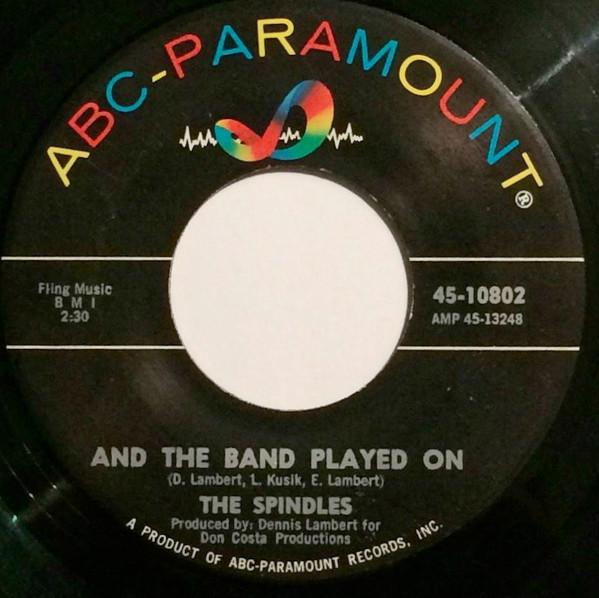 ABC-PARAMOUNT®
Fling Music
B M I
2:30
45-10802
AMP 45-13248
AND THE BAND PLAYED ON
(D. Lambert, L. Kusik, E. Lambert)
THE SPINDLES
Produced by: Dennis Lambert for
Don Costa Productions
A PRODUCT OF ABC-PARAMOUNT RECORDS, INC.